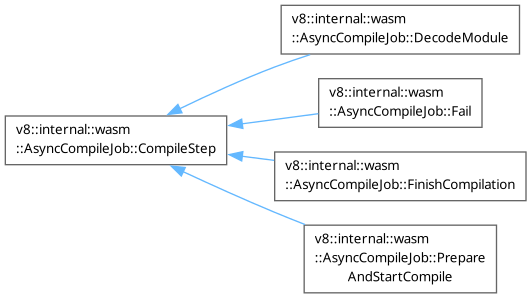 v8::internal::wasm
::AsyncCompileJob::DecodeModule
v8::internal::wasm
::AsyncCompileJob::Fail
v8::internal::wasm
::AsyncCompileJob::CompileStep
v8::internal::wasm
::AsyncCompileJob::FinishCompilation
v8::internal::wasm
::AsyncCompileJob::Prepare
AndStartCompile